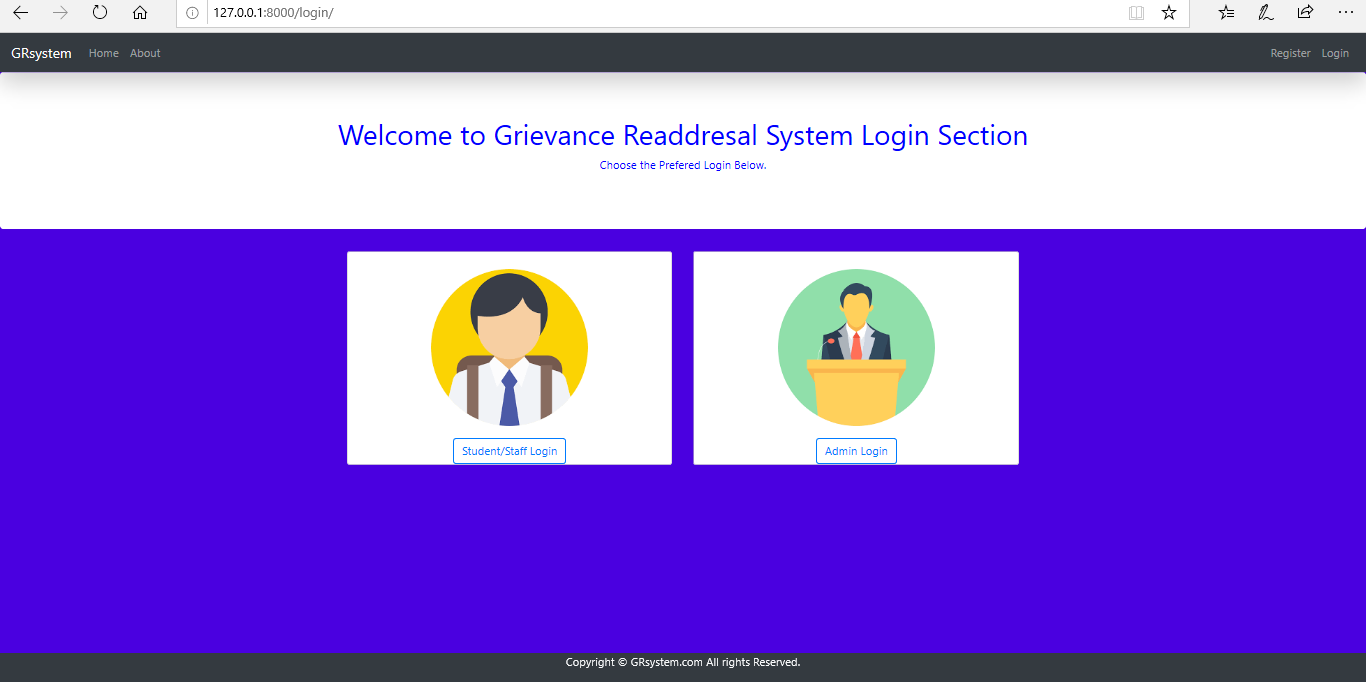 127.0.0.1:8000/login/
GRsystem Home About Register Login
Welcome to Grievance Readdresal System Login Section
Choose the Prefered Login Below.
Student/Staff Login Admin Login
Copyright © GRsystem.com All rights Reserved.